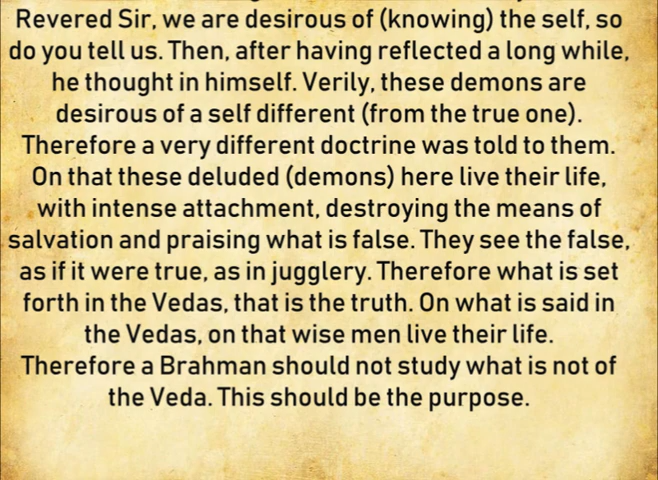 Revered Sir, we are desirous of (knowing) the self, so
do you tell us. Then, after having reflected a long while,
he thought in himself. Verily, these demons are
desirous of a self different (from the true one).
Therefore a very different doctrine was told to them.
On that these deluded (demons) here live their life,
with intense attachment, destroying the means of
salvation and praising what is false. They see the false,
as if it were true, as in jugglery. Therefore what is set
forth in the Vedas, that is the truth. On what is said in
the Vedas, on that wise men live their life.
Therefore a Brahman should not study what is not of
the Veda. This should be the purpose.